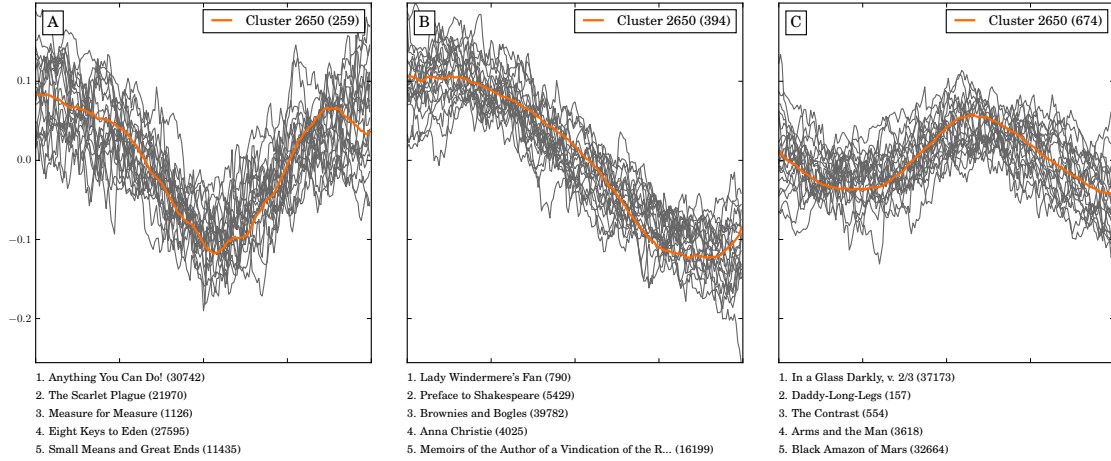 A
Cluster 2650 (259)
B
Cluster 2650 (394)
C
Cluster 2650 (674)
0.1
0.0
−0.1
−0.2
1. Anything You Can Do! (30742)
2. The Scarlet Plague (21970)
3. Measure for Measure (1126)
4. Eight Keys to Eden (27595)
5. Small Means and Great Ends (11435)
1. Lady Windermere's Fan (790)
2. Preface to Shakespeare (5429)
3. Brownies and Bogles (39782)
4. Anna Christie (4025)
5. Memoirs of the Author of a Vindication of the R... (16199)
1. In a Glass Darkly, v. 2/3 (37173)
2. Daddy-Long-Legs (157)
3. The Contrast (554)
4. Arms and the Man (3618)
5. Black Amazon of Mars (32664)